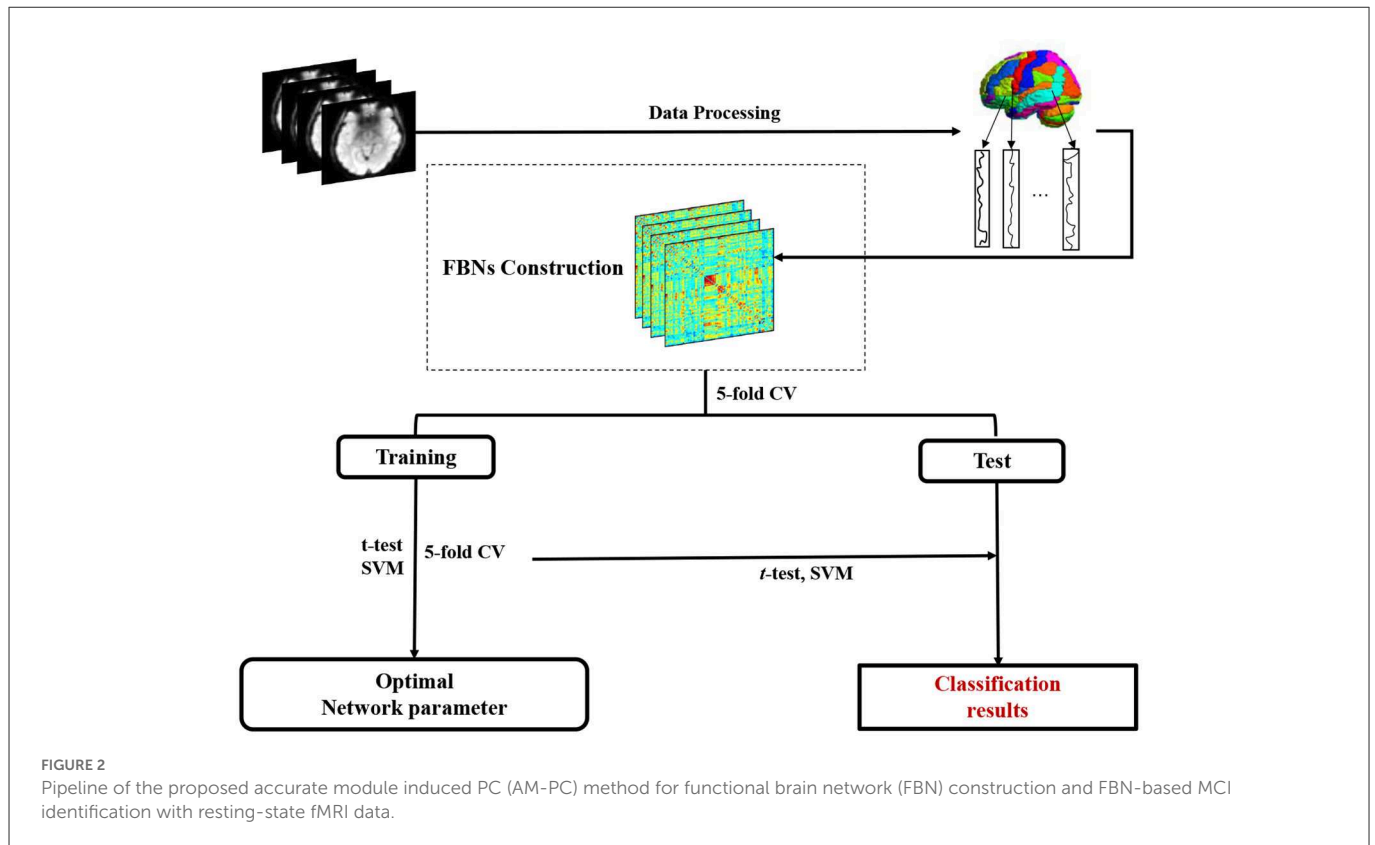 Data Processing
...
FBNs Construction
5-fold CV
Training
Test
t-test
SVM
5-fold CV
t-test, SVM
Optimal
Network parameter
Classification
results
FIGURE 2
Pipeline of the proposed accurate module induced PC (AM-PC) method for functional brain network (FBN) construction and FBN-based MCI
identification with resting-state fMRI data.